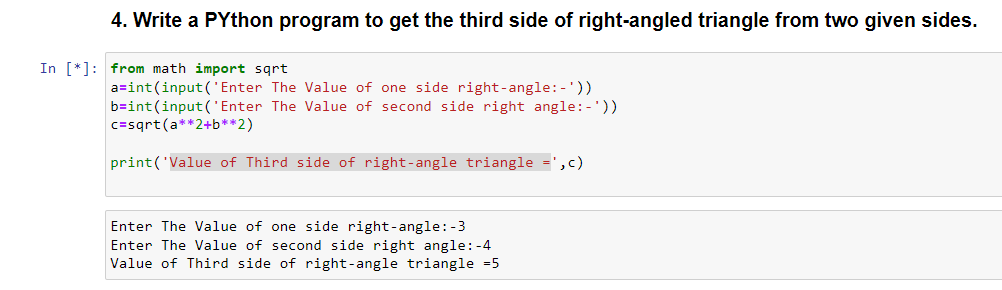 4. Write a PYthon program to get the third side of right-angled triangle from two given sides.
In [*]: from math import sqrt
a=int(input('Enter The Value of one side right-angle:-'))
b=int(input('Enter The Value of second side right angle:-'))
c=sqrt(a**2+b**2)
print('Value of Third side of right-angle triangle =',c)
Enter The Value of one side right-angle:-3
Enter The Value of second side right angle:-4
Value of Third side of right-angle triangle =5